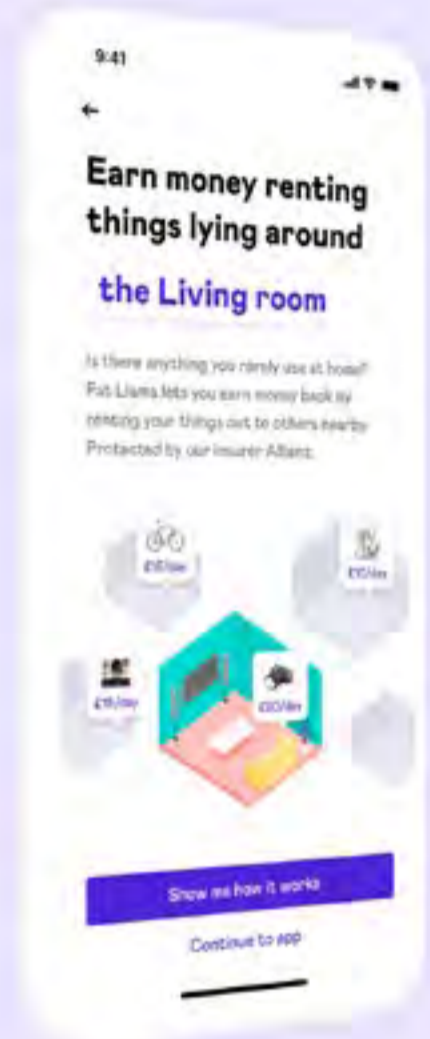 9:41
Earn money renting
things lying around
the Living room
Is there anything you rarely use at home?
Fat Llama lets you earn money back by
renting your things out to others nearby
Protected by our insurer Allianz.
Show me how it works
Continue to app